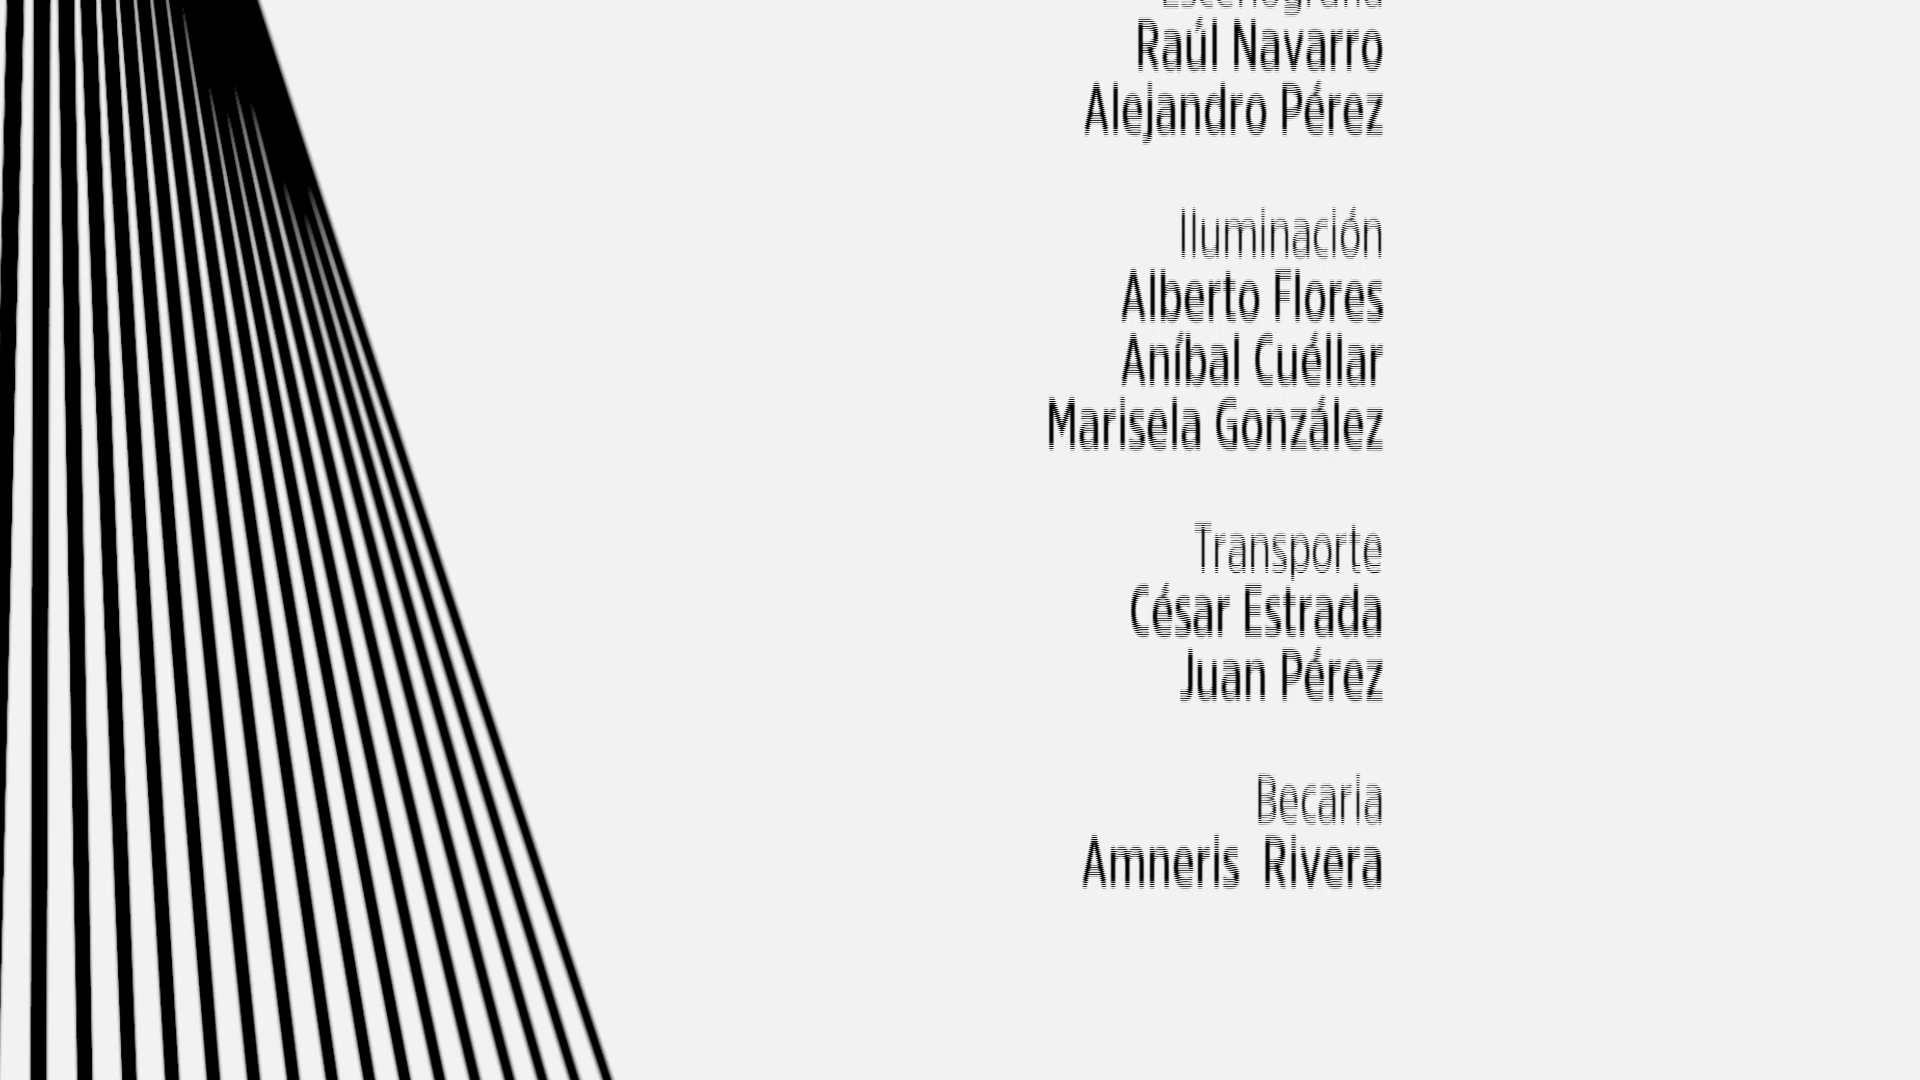 Escenografía
Raúl Navarro
Alejandro Pérez
Iluminación
Alberto Flores
Aníbal Cuéllar
Marisela González
Transporte
César Estrada
Juan Pérez
Becaria
Amneris Rivera